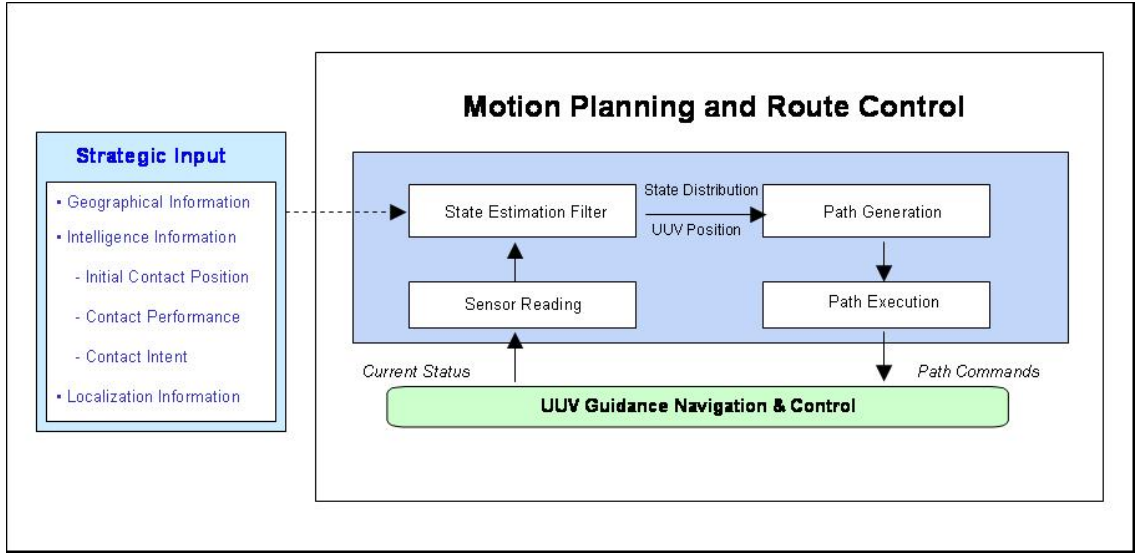 Motion Planning and Route Control
Strategic Input
▪ Geographical Information
▪ Intelligence Information
- Initial Contact Position
- Contact Performance
- Contact Intent
▪ Localization Information
State Estimation Filter
State Distribution
UUV Position
Path Generation
Sensor Reading
Path Execution
Current Status
Path Commands
UUV Guidance Navigation & Control